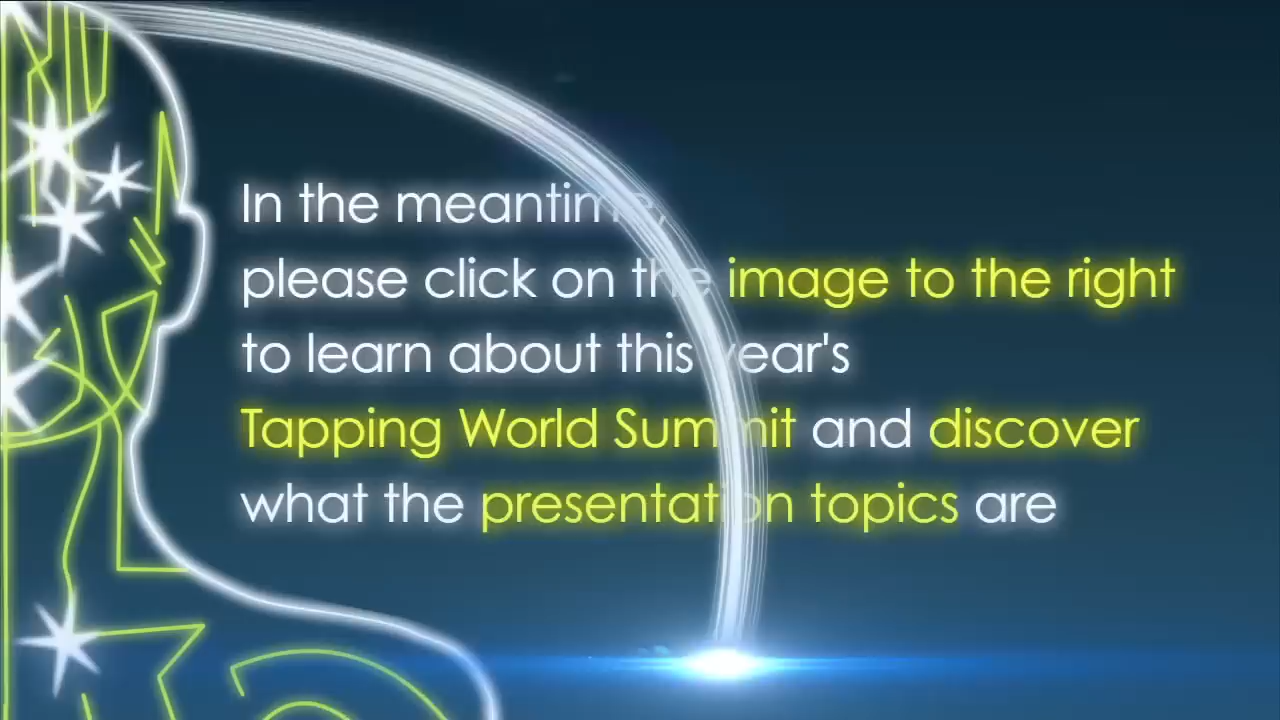 In the meantime,
please click on the image to the right
to learn about this year's
Tapping World Summit and discover
what the presentation topics are